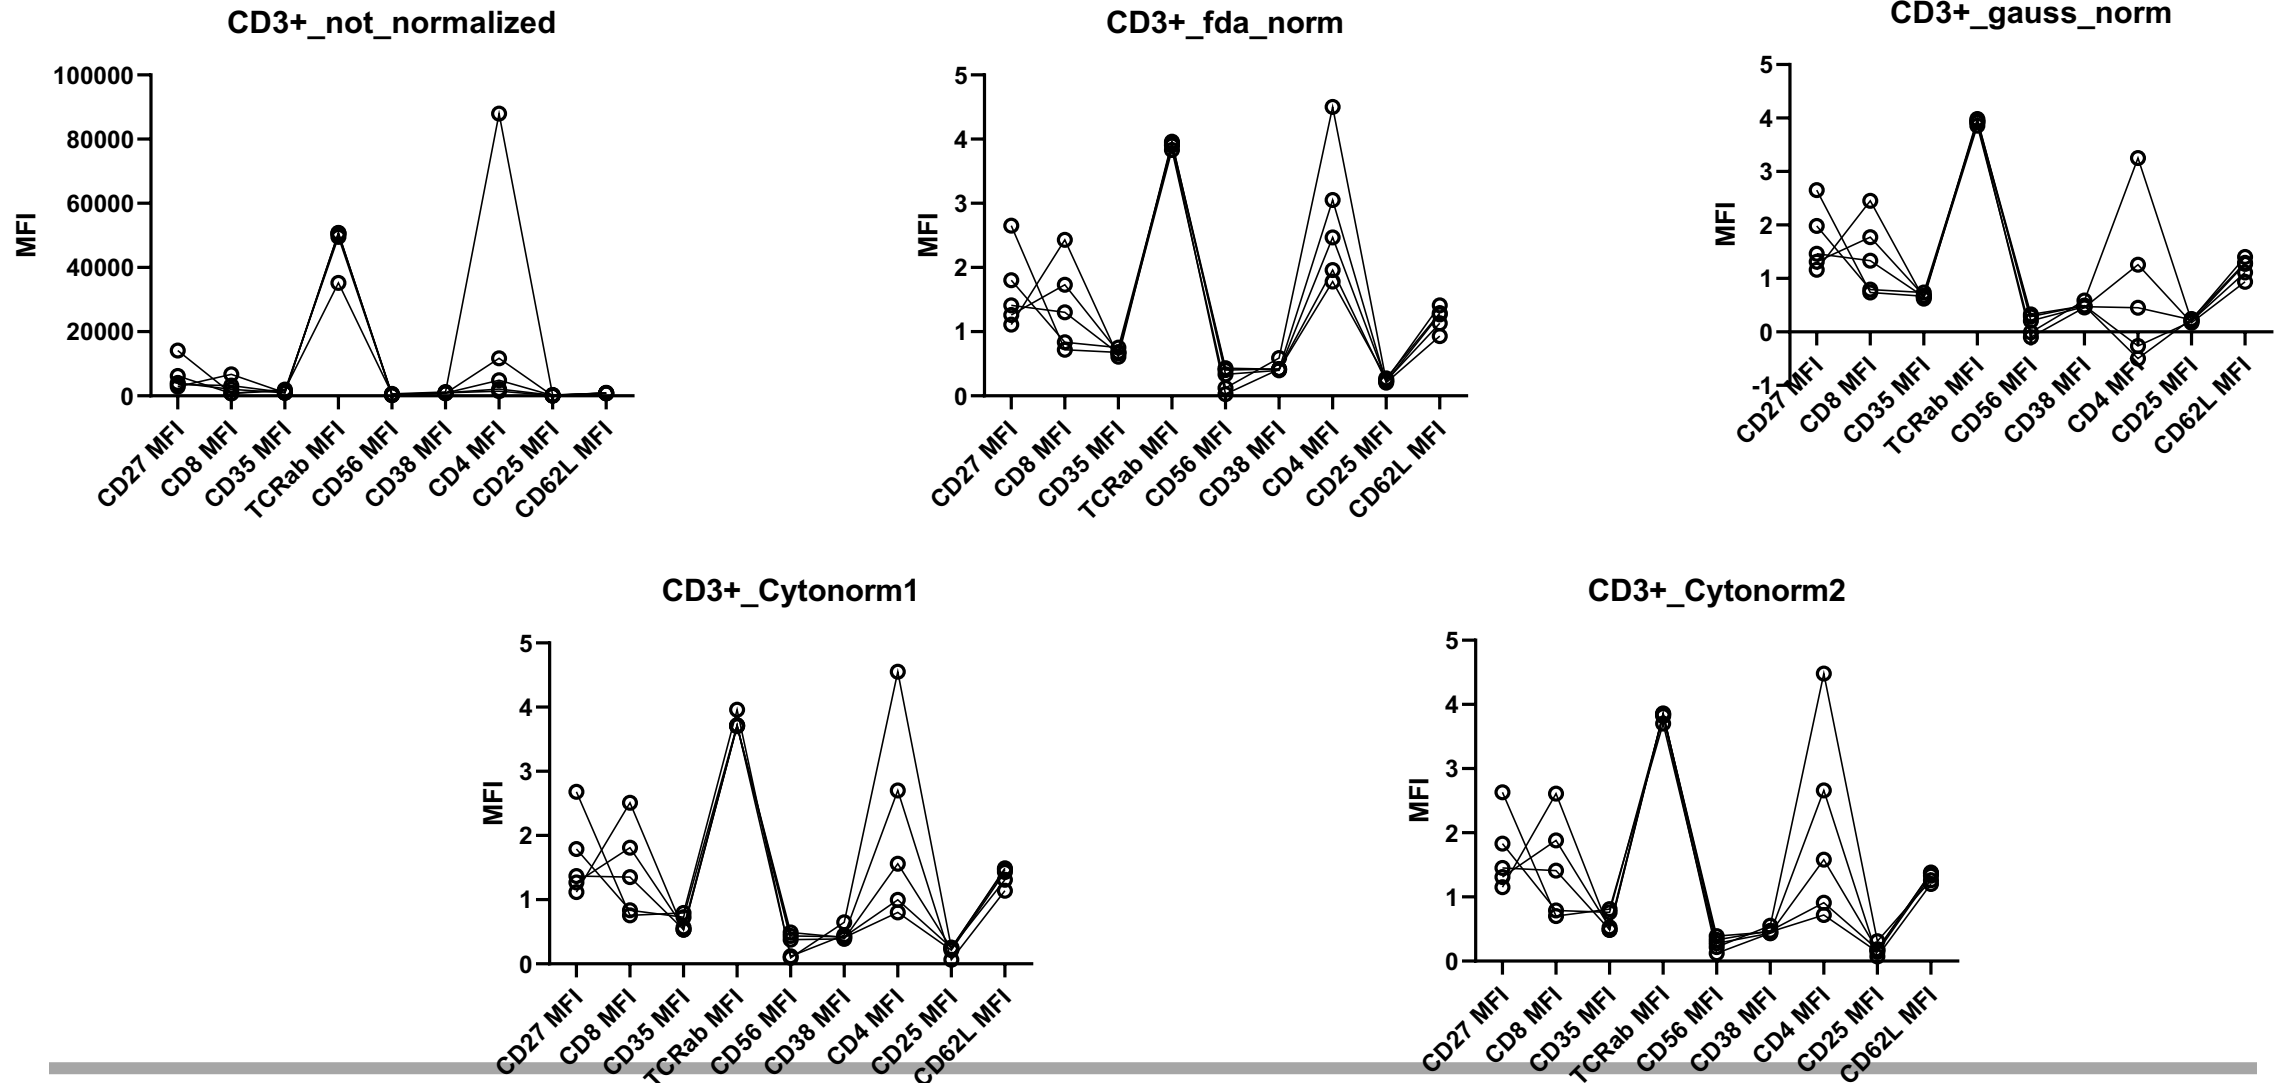 CD3+_not_normalized
MFI
100000
80000
60000
40000
20000
0
CD27 MFI
CD8 MFI
CD35 MFI
TCRab MFI
CD56 MFI
CD38 MFI
CD4 MFI
CD25 MFI
CD62L MFI
CD3+_fda_norm
MFI
5
4
3
2
1
0
CD27 MFI
CD8 MFI
CD35 MFI
TCRab MFI
CD56 MFI
CD38 MFI
CD4 MFI
CD25 MFI
CD62L MFI
CD3+_gauss_norm
MFI
5
4
3
2
1
0
-1
CD27 MFI
CD8 MFI
CD35 MFI
TCRab MFI
CD56 MFI
CD38 MFI
CD4 MFI
CD25 MFI
CD62L MFI
CD3+_Cytonorm1
MFI
5
4
3
2
1
0
CD27 MFI
CD8 MFI
CD35 MFI
TCRab MFI
CD56 MFI
CD38 MFI
CD4 MFI
CD25 MFI
CD62L MFI
CD3+_Cytonorm2
MFI
5
4
3
2
1
0
CD27 MFI
CD8 MFI
CD35 MFI
TCRab MFI
CD56 MFI
CD38 MFI
CD4 MFI
CD25 MFI
CD62L MFI